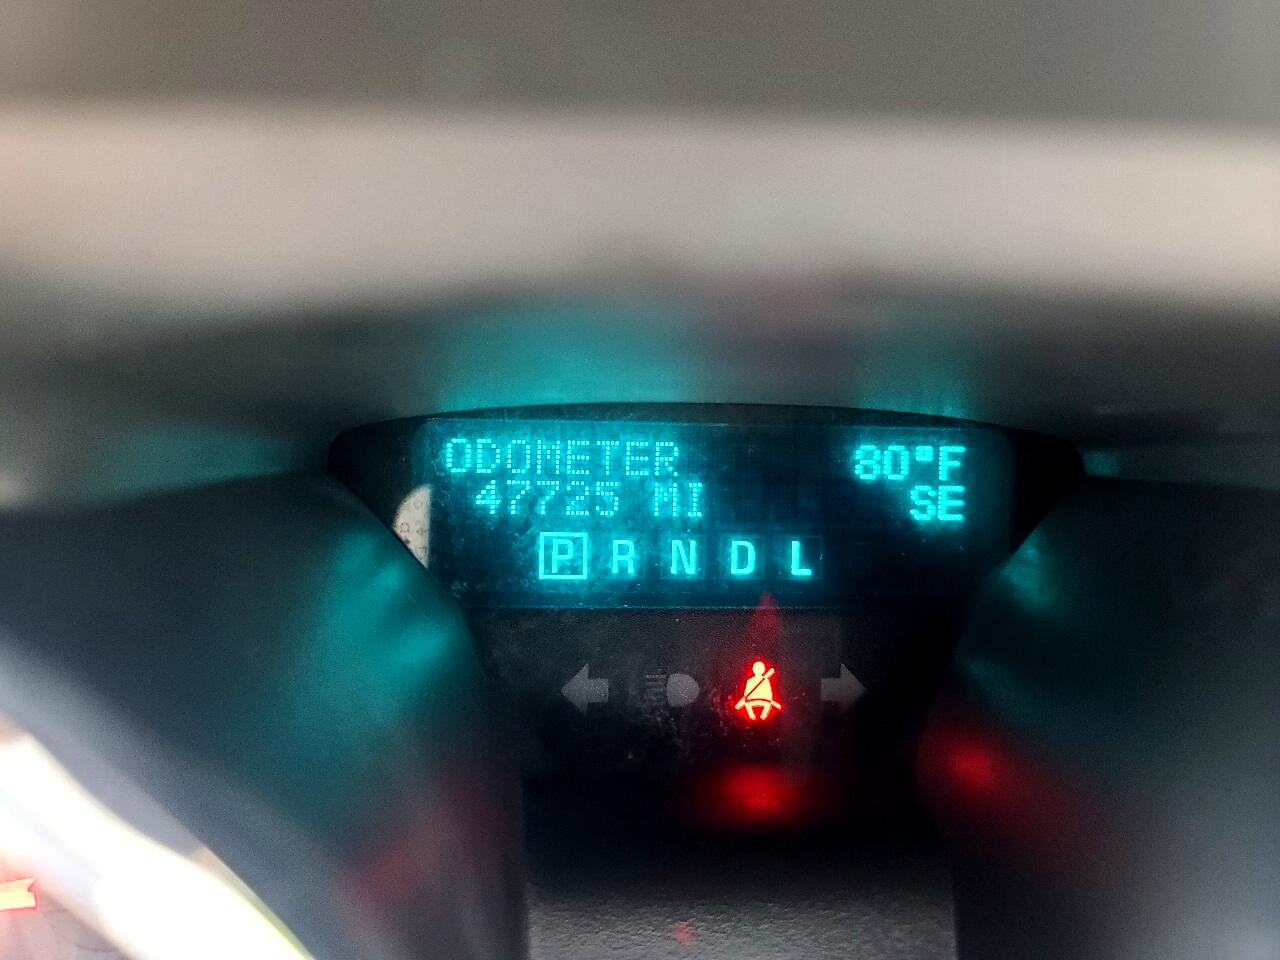 ODOMETER 80°F
47725 MI SE
P R N D L